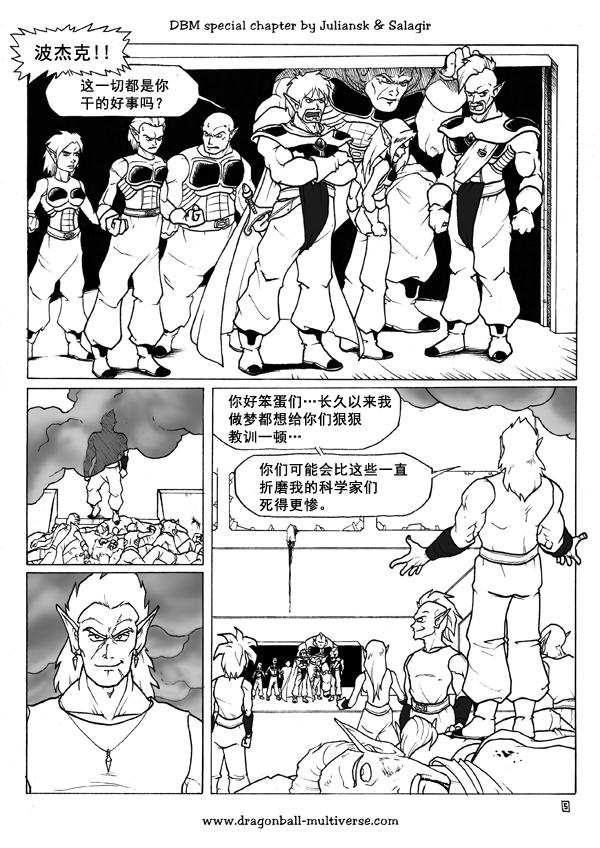 DBM special chapter by Juliansk & Salagir
波杰克!!
这一切都是你
干的好事吗?
你好笨蛋们…长久以来我
做梦都想给你们狠狠
教训一顿…
你们可能会比这些一直
折磨我的科学家们
死得更惨。
5
www.dragonball-multiverse.com